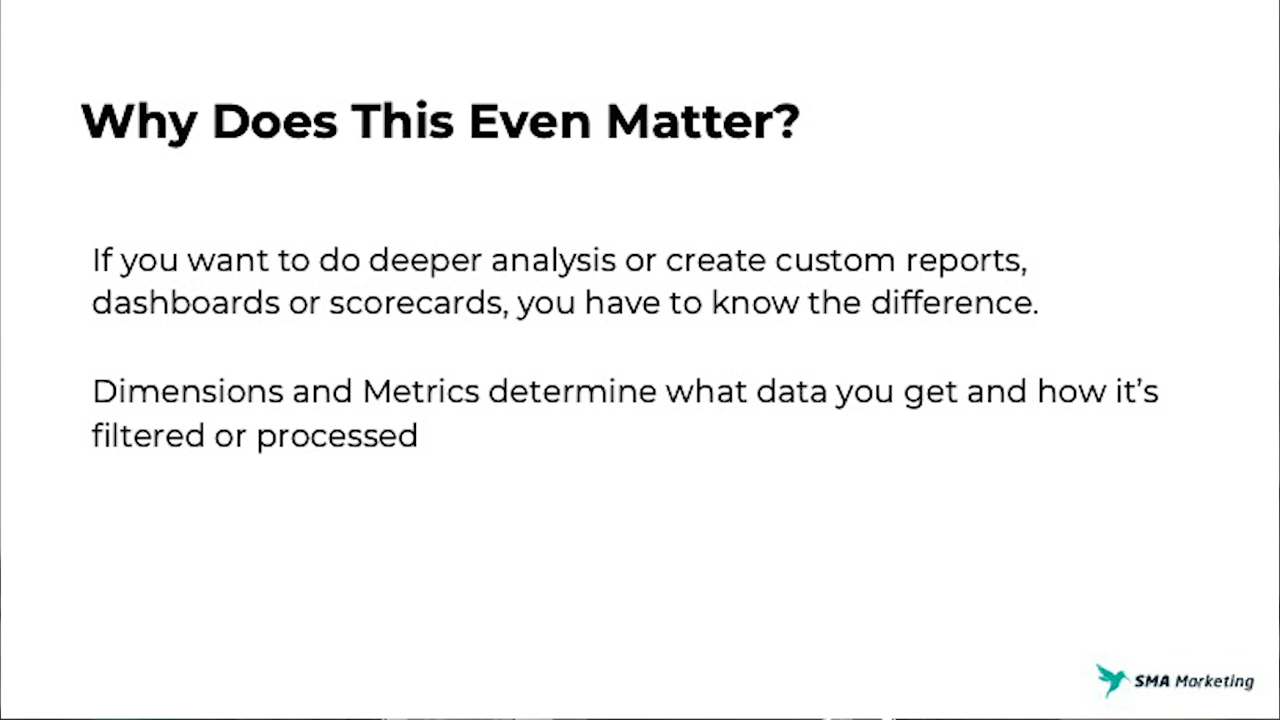 Why Does This Even Matter?
If you want to do deeper analysis or create custom reports,
dashboards or scorecards, you have to know the difference.
Dimensions and Metrics determine what data you get and how it’s
filtered or processed
SMA Marketing